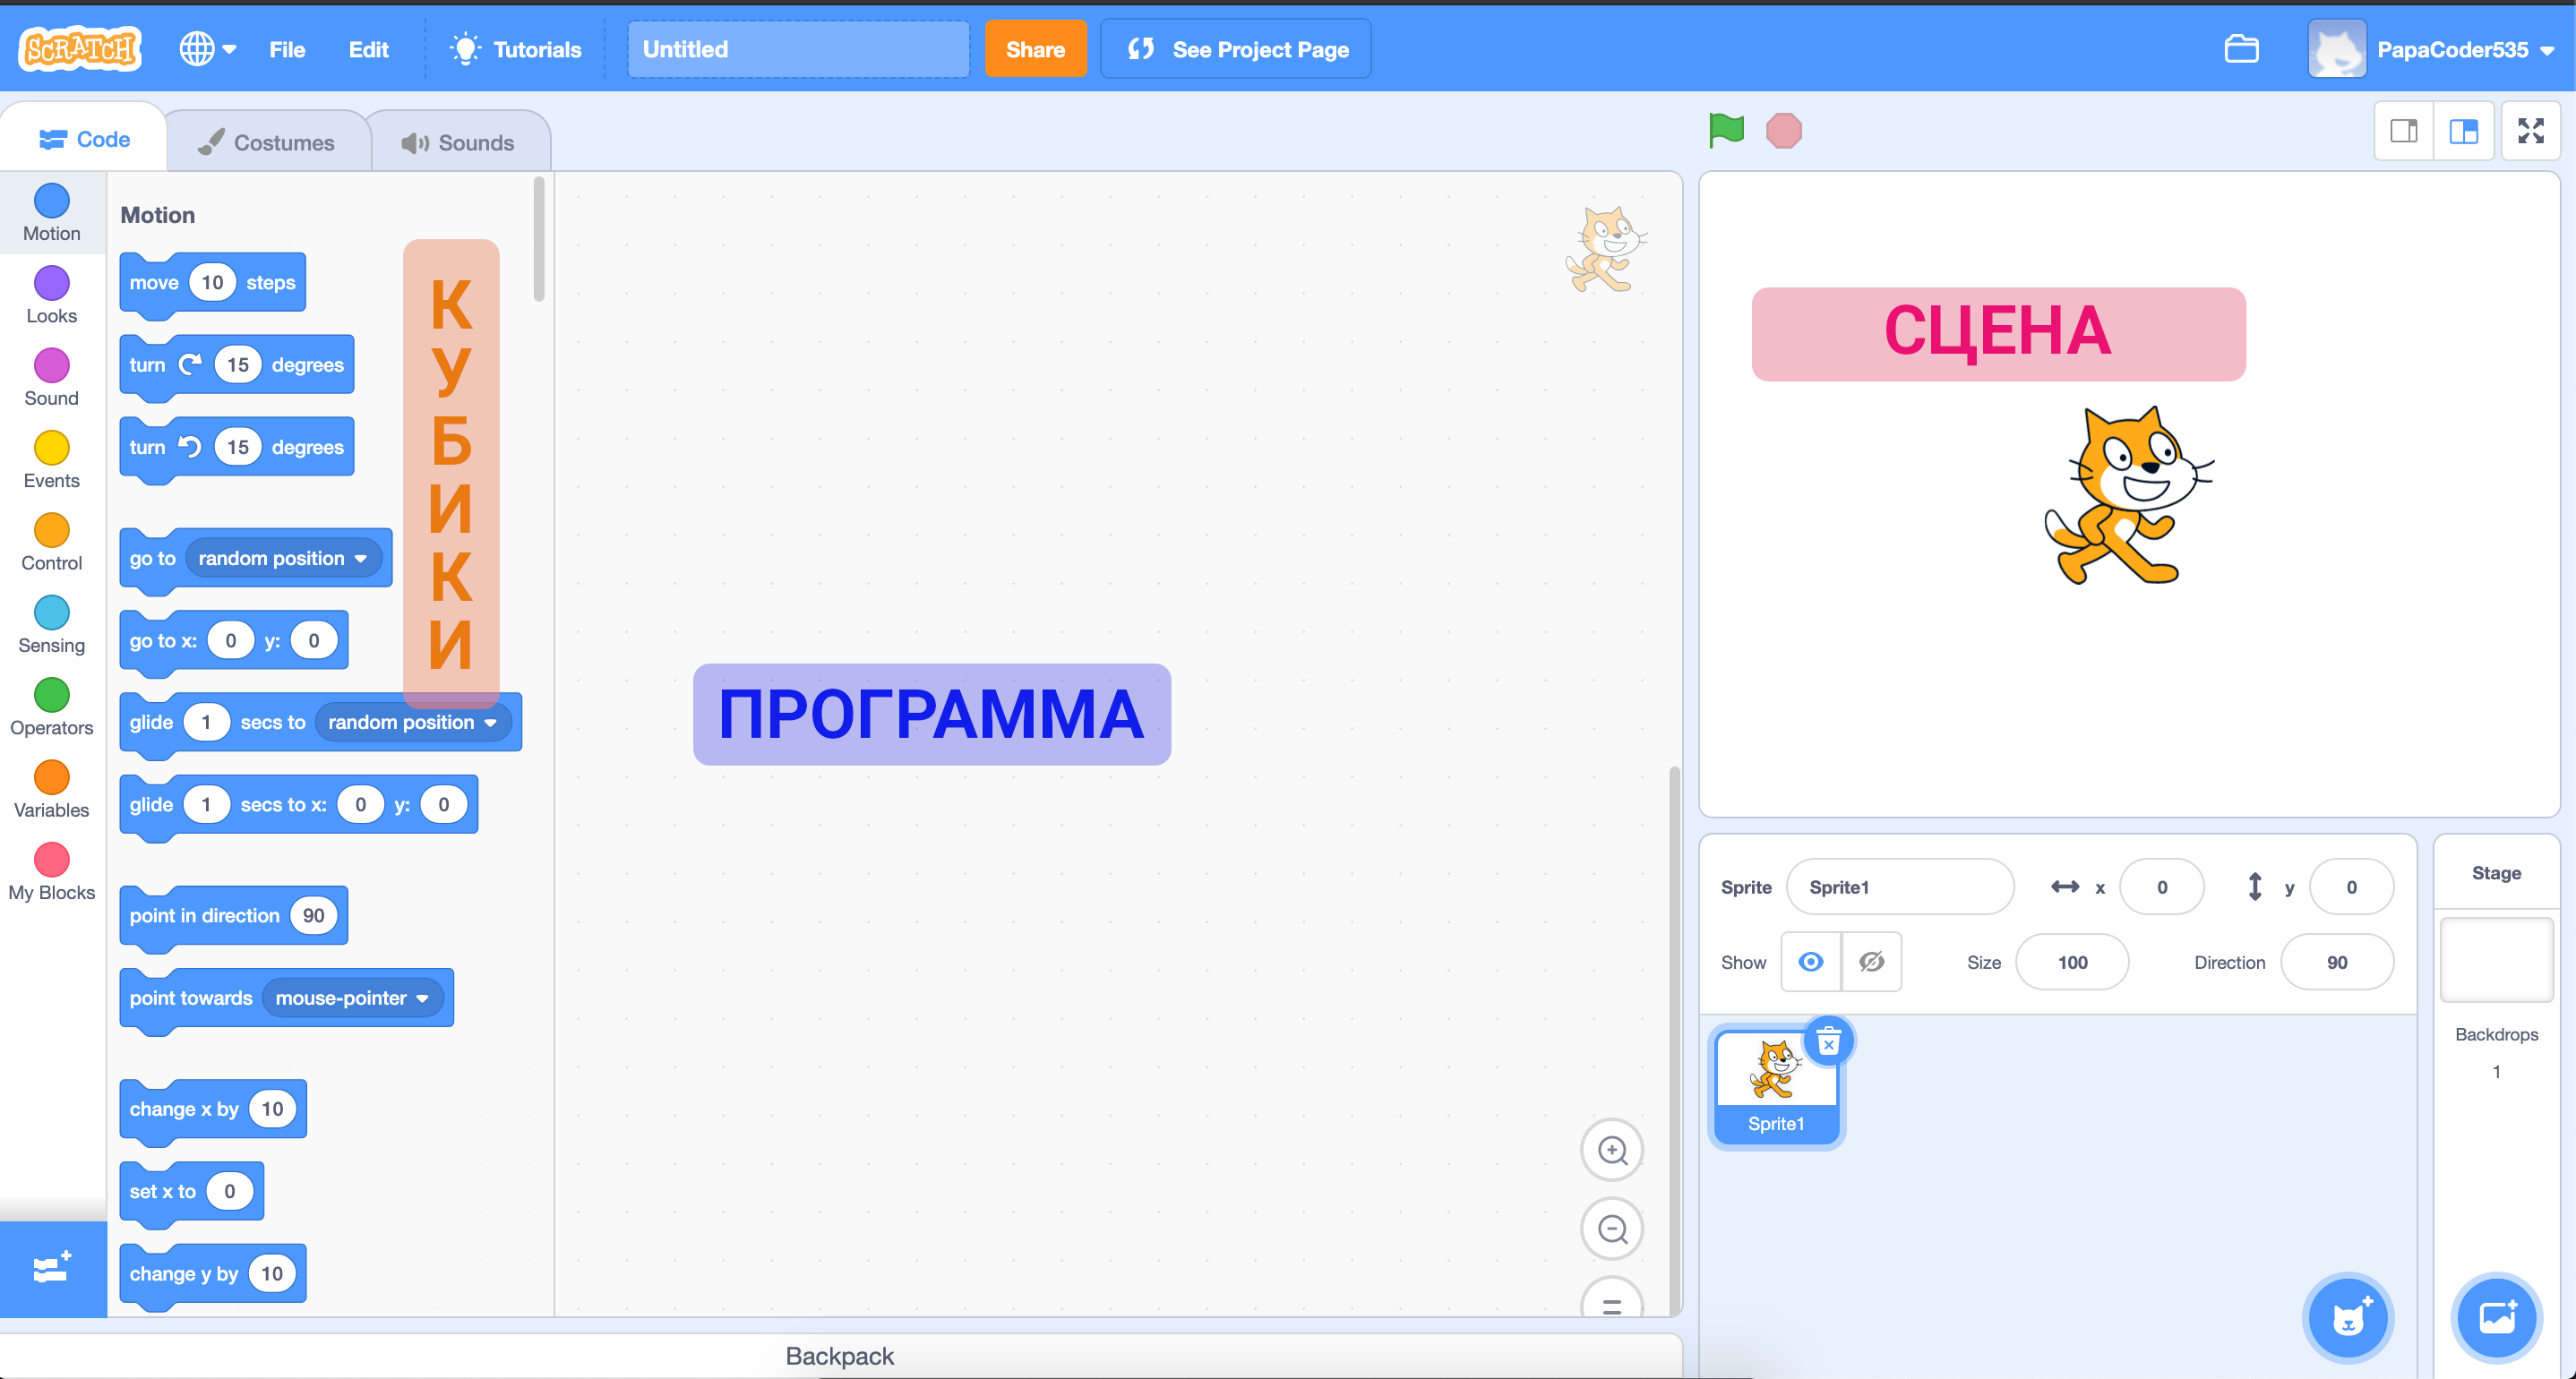 SCRATCH File Edit Tutorials Untitled Share See Project Page PapaCoder535
Code Costumes Sounds
Motion
Looks
Sound
Events
Control
Sensing
Operators
Variables
My Blocks
Motion
move 10 steps
turn 15 degrees
turn 15 degrees
go to random position
go to x: 0 y: 0
glide 1 secs to random position
glide 1 secs to x: 0 y: 0
point in direction 90
point towards mouse-pointer
change x by 10
set x to 0
change y by 10
К
У
Б
И
К
И
ПРОГРАММА
Backpack
СЦЕНА
Sprite Sprite1 x 0 y 0
Show Size 100 Direction 90
Sprite1
Stage
Backdrops
1